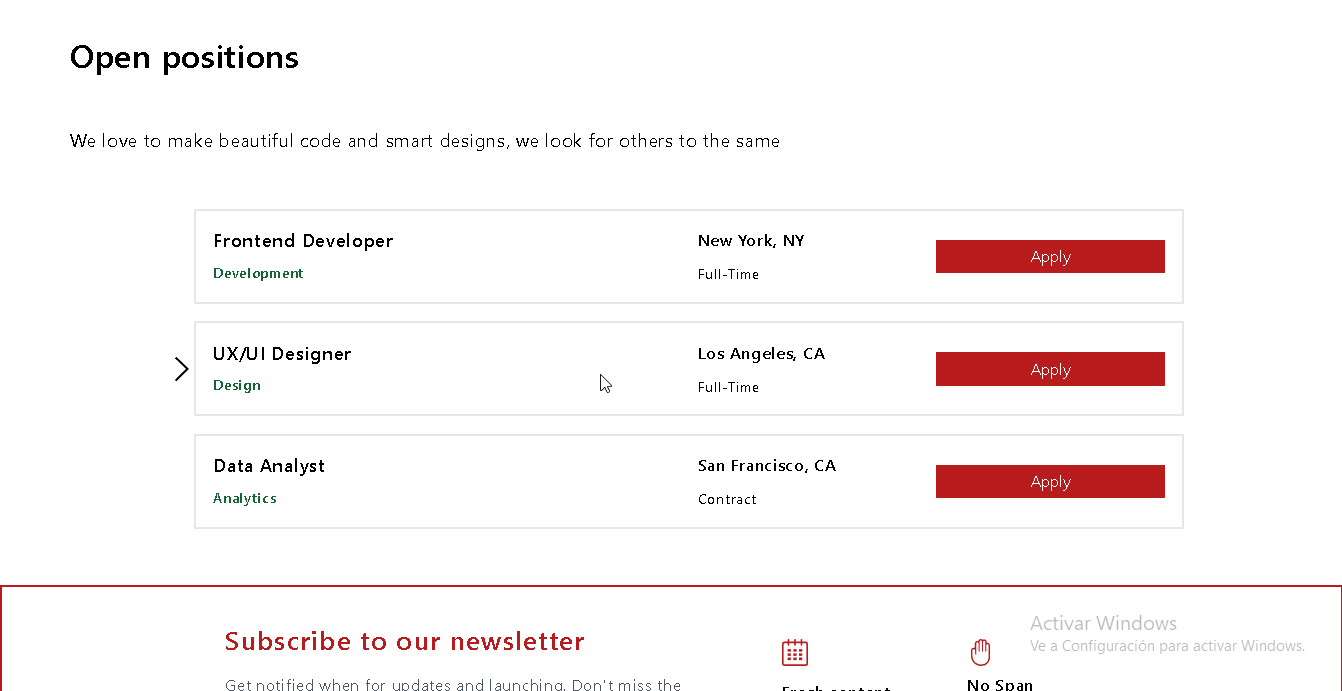 Open positions
We love to make beautiful code and smart designs, we look for others to the same
Frontend Developer
New York, NY
Development
Full-Time
Apply
UX/UI Designer
Los Angeles, CA
Design
Full-Time
Apply
Data Analyst
San Francisco, CA
Analytics
Contract
Apply
Activar Windows
Ve a Configuración para activar Windows.
Subscribe to our newsletter
Get notified when for updates and launching. Don't miss the
Fresh content
No Span